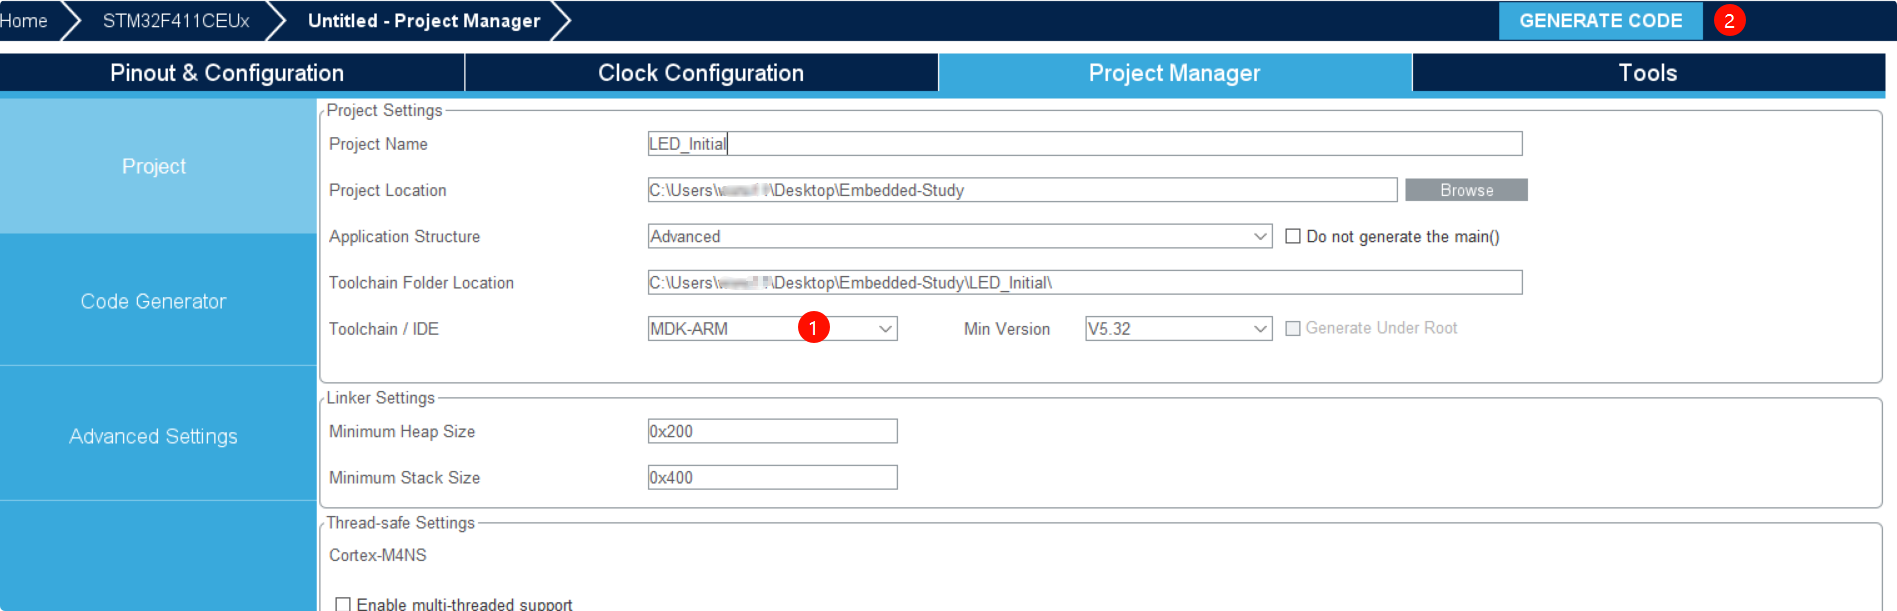 Home STM32F411CEUx Untitled - Project Manager GENERATE CODE 2
Pinout & Configuration Clock Configuration Project Manager Tools
Project
Code Generator
Advanced Settings
Project Settings
Project Name LED_Initial
Project Location C:\Users\ \Desktop\Embedded-Study Browse
Application Structure Advanced Do not generate the main()
Toolchain Folder Location C:\Users\ \Desktop\Embedded-Study\LED_Initial\
Toolchain / IDE MDK-ARM 1 Min Version V5.32 Generate Under Root
Linker Settings
Minimum Heap Size 0x200
Minimum Stack Size 0x400
Thread-safe Settings
Cortex-M4NS
Enable multi-threaded support